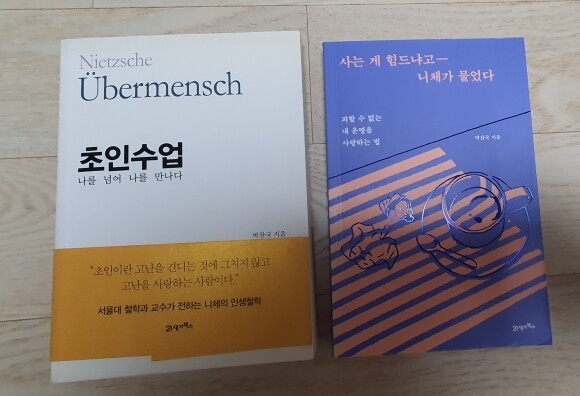 Nietzsche
Übermensch
초인수업
나를 넘어 나를 만나다
박찬국 지음
“초인이란 고난을 견디는 것에 그치지 않고
고난을 사랑하는 사람이다.”
서울대 철학과 교수가 전하는 니체의 인생철학
21세기북스
사는 게 힘드냐고—
니체가 물었다
피할 수 없는
내 운명을
사랑하는 법
박찬국 지음
21세기북스